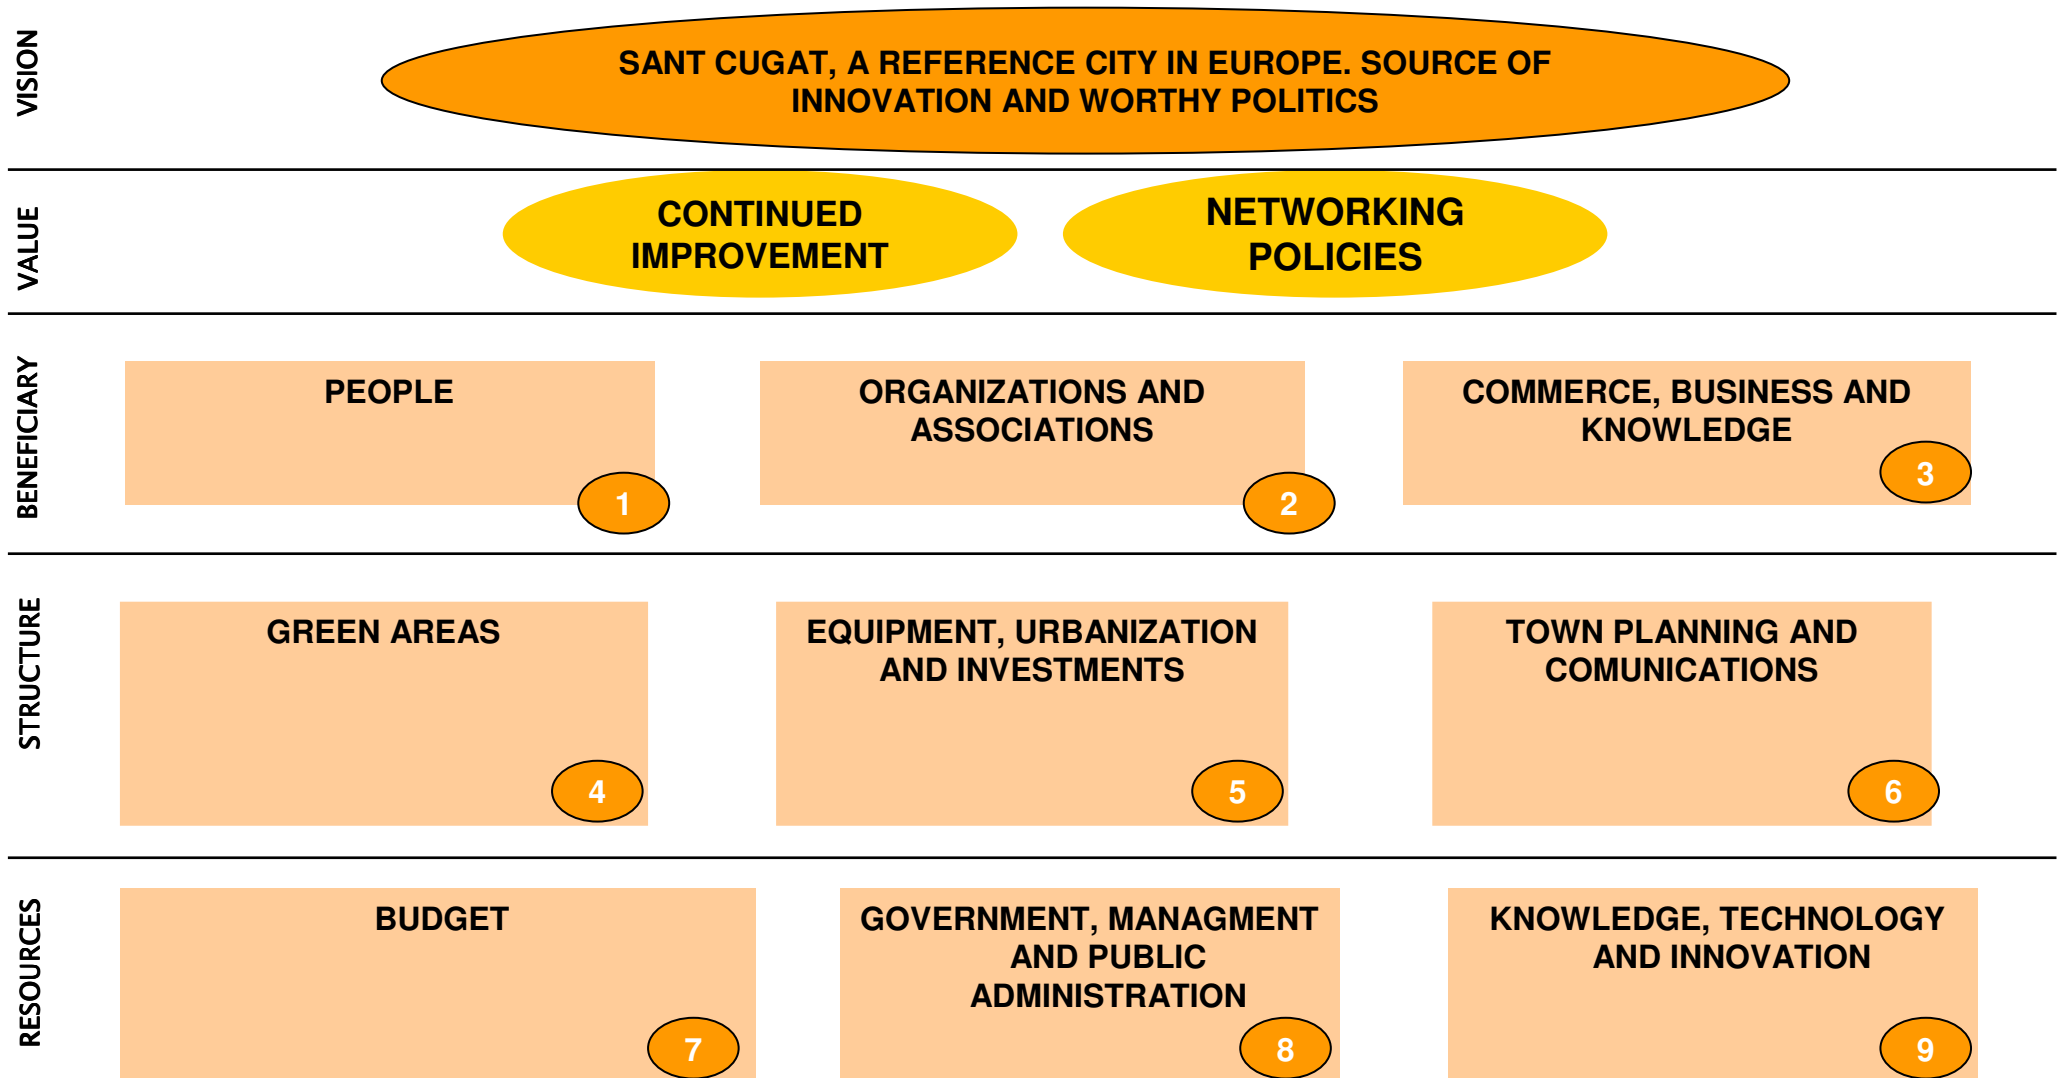 VISION
SANT CUGAT, A REFERENCE CITY IN EUROPE. SOURCE OF
INNOVATION AND WORTHY POLITICS
VALUE
CONTINUED
IMPROVEMENT
NETWORKING
POLICIES
BENEFICIARY
PEOPLE
1
ORGANIZATIONS AND
ASSOCIATIONS
2
COMMERCE, BUSINESS AND
KNOWLEDGE
3
STRUCTURE
GREEN AREAS
4
EQUIPMENT, URBANIZATION
AND INVESTMENTS
5
TOWN PLANNING AND
COMUNICATIONS
6
RESOURCES
BUDGET
7
GOVERNMENT, MANAGMENT
AND PUBLIC
ADMINISTRATION
8
KNOWLEDGE, TECHNOLOGY
AND INNOVATION
9